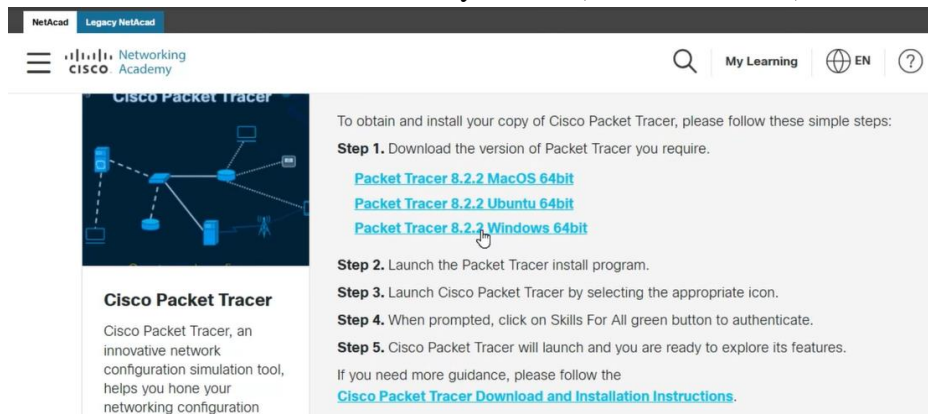 NetAcad
Legacy NetAcad
Networking
CISCO Academy
My Learning
EN
?
Cisco Packet Tracer
To obtain and install your copy of Cisco Packet Tracer, please follow these simple steps:
Step 1. Download the version of Packet Tracer you require.
Packet Tracer 8.2.2 MacOS 64bit
Packet Tracer 8.2.2 Ubuntu 64bit
Packet Tracer 8.2.2 Windows 64bit
Step 2. Launch the Packet Tracer install program.
Step 3. Launch Cisco Packet Tracer by selecting the appropriate icon.
Step 4. When prompted, click on Skills For All green button to authenticate.
Step 5. Cisco Packet Tracer will launch and you are ready to explore its features.
If you need more guidance, please follow the
Cisco Packet Tracer Download and Installation Instructions.
Cisco Packet Tracer
Cisco Packet Tracer, an
innovative network
configuration simulation tool,
helps you hone your
networking configuration